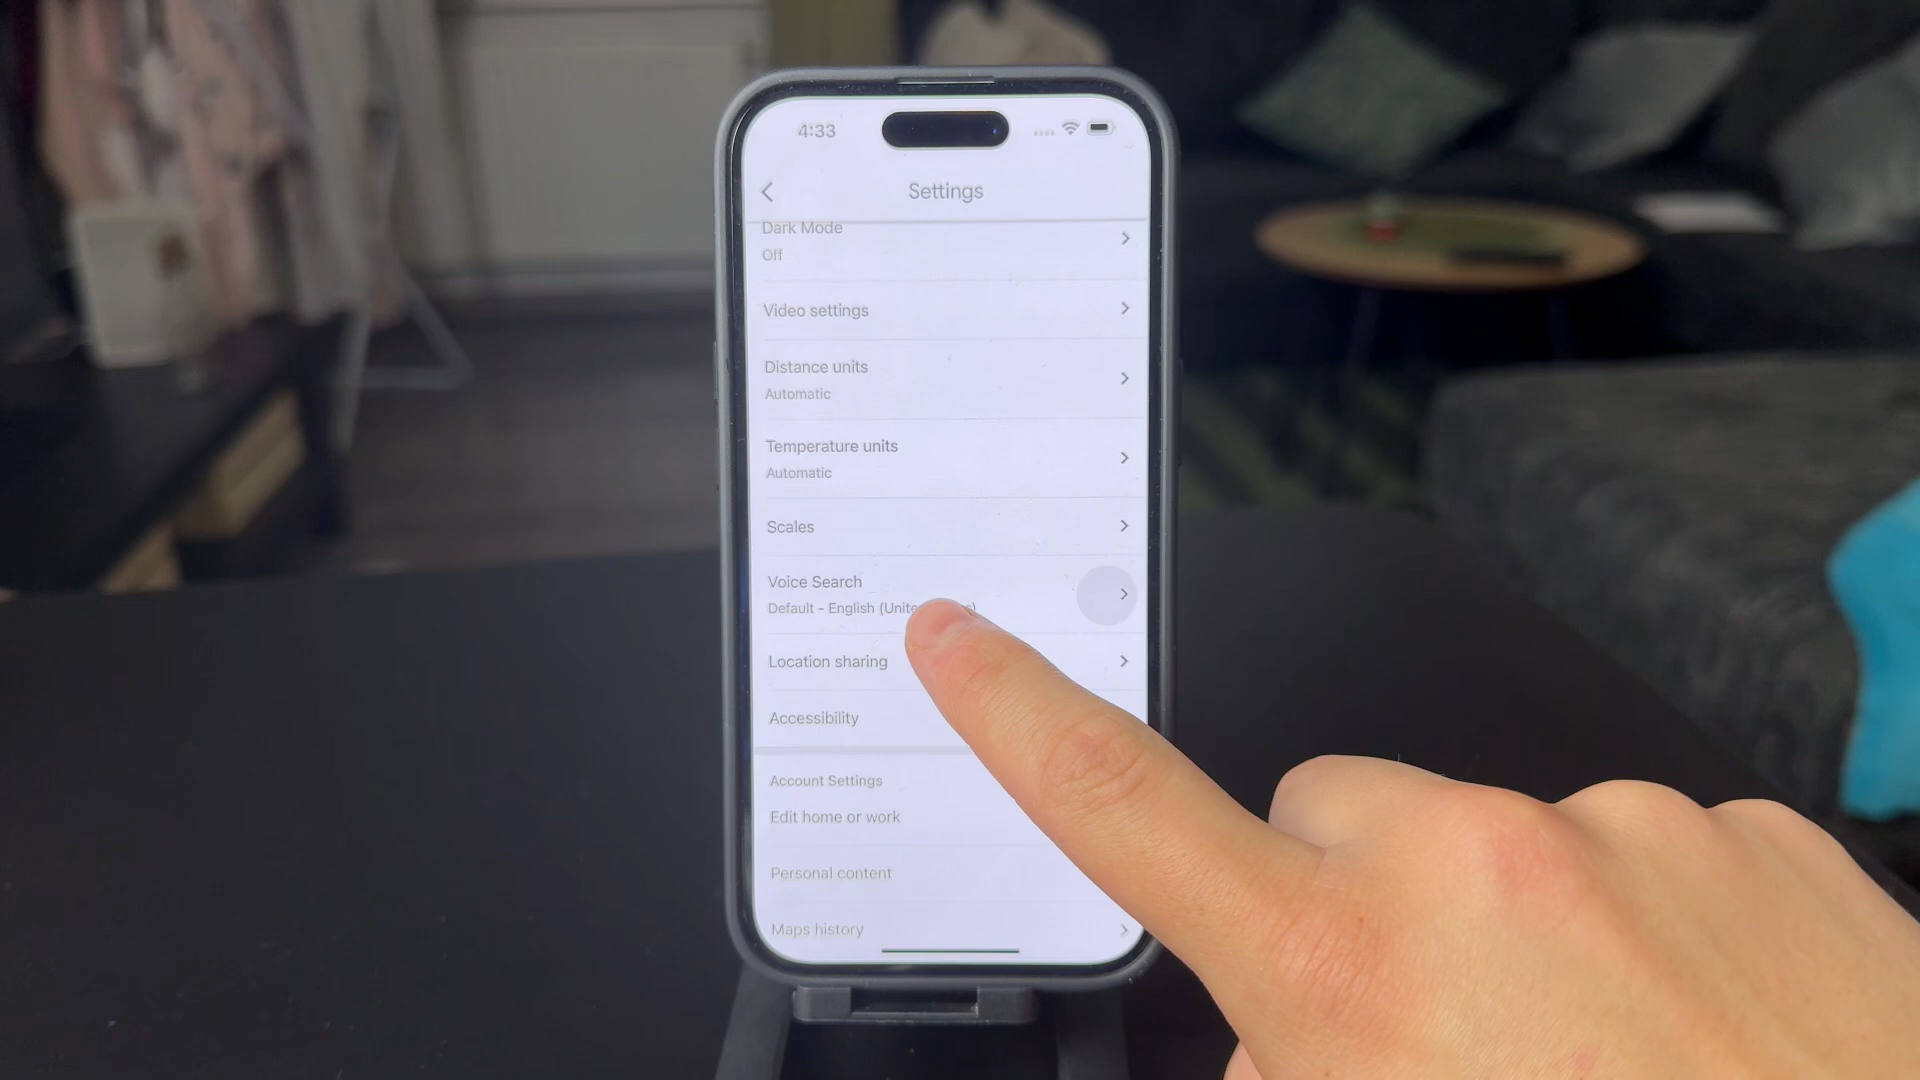 4:33
Settings
Dark Mode
Off
Video settings
Distance units
Automatic
Temperature units
Automatic
Scales
Voice Search
Default - English
Location sharing
Accessibility
Account Settings
Edit home or work
Personal content
Maps history